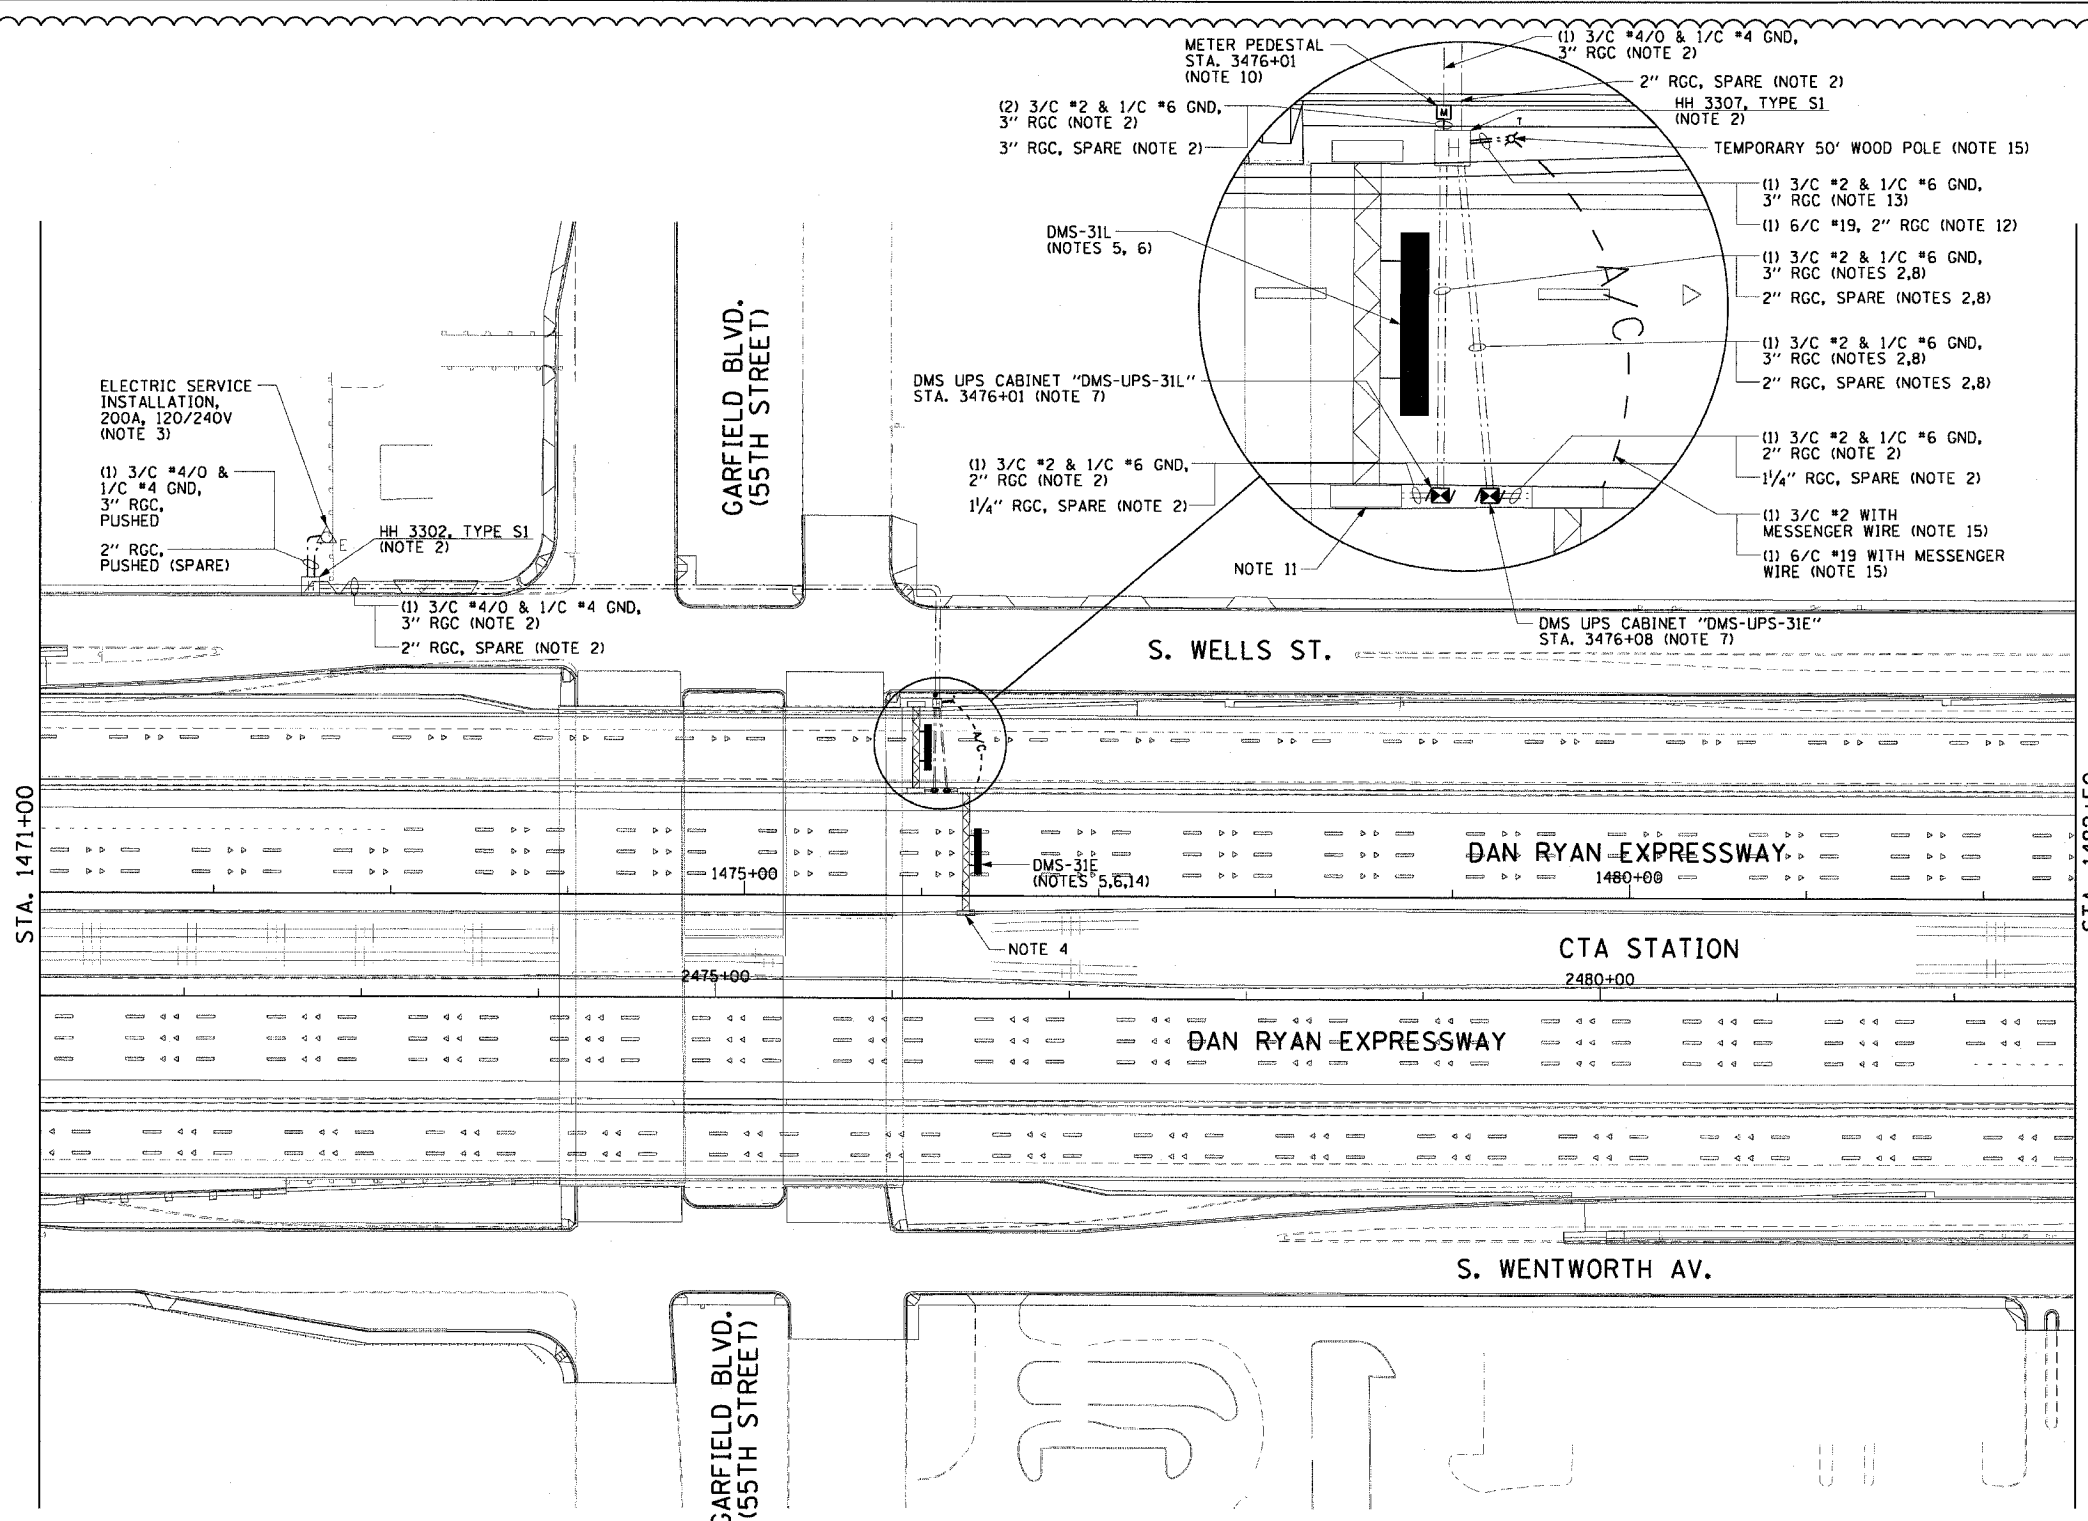 METER PEDESTAL
STA. 3476+01
(NOTE 10)
(1) 3/C #4/0 & 1/C #4 GND,
3" RGC (NOTE 2)
2" RGC, SPARE (NOTE 2)
HH 3307, TYPE S1
(NOTE 2)
(2) 3/C #2 & 1/C #6 GND,
3" RGC (NOTE 2)
3" RGC, SPARE (NOTE 2)
M
H
T
TEMPORARY 50' WOOD POLE (NOTE 15)
(1) 3/C #2 & 1/C #6 GND,
3" RGC (NOTE 13)
(1) 6/C #19, 2" RGC (NOTE 12)
DMS-31L
(NOTES 5, 6)
(1) 3/C #2 & 1/C #6 GND,
3" RGC (NOTES 2,8)
2" RGC, SPARE (NOTES 2,8)
A/C
(1) 3/C #2 & 1/C #6 GND,
3" RGC (NOTES 2,8)
2" RGC, SPARE (NOTES 2,8)
DMS UPS CABINET "DMS-UPS-31L"
STA. 3476+01 (NOTE 7)
(1) 3/C #2 & 1/C #6 GND,
2" RGC (NOTE 2)
1 1/4" RGC, SPARE (NOTE 2)
(1) 3/C #2 & 1/C #6 GND,
2" RGC (NOTE 2)
1 1/4" RGC, SPARE (NOTE 2)
(1) 3/C #2 WITH
MESSENGER WIRE (NOTE 15)
(1) 6/C #19 WITH MESSENGER
WIRE (NOTE 15)
NOTE 11
DMS UPS CABINET "DMS-UPS-31E"
STA. 3476+08 (NOTE 7)
ELECTRIC SERVICE
INSTALLATION,
200A, 120/240V
(NOTE 3)
(1) 3/C #4/0 &
1/C #4 GND,
3" RGC,
PUSHED
2" RGC,
PUSHED (SPARE)
E
HH 3302, TYPE S1
(NOTE 2)
H
(1) 3/C #4/0 & 1/C #4 GND,
3" RGC (NOTE 2)
2" RGC, SPARE (NOTE 2)
GARFIELD BLVD.
(55TH STREET)
S. WELLS ST.
A/C
STA. 1471+00
DAN RYAN EXPRESSWAY
1475+00
1480+00
DMS-31E
(NOTES 5,6,14)
NOTE 4
CTA STATION
2475+00
2480+00
DAN RYAN EXPRESSWAY
S. WENTWORTH AV.
GARFIELD BLVD.
(55TH STREET)